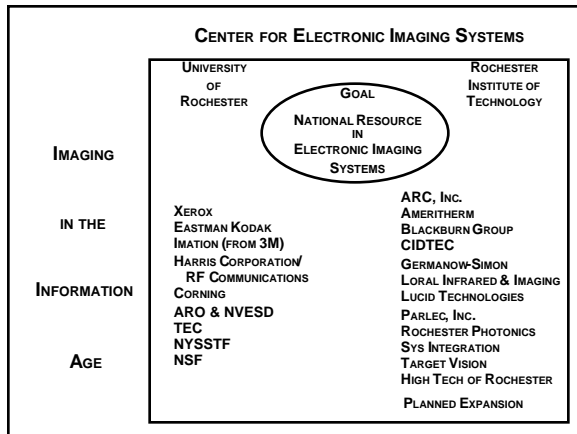 CENTER FOR ELECTRONIC IMAGING SYSTEMS
UNIVERSITY
OF
ROCHESTER
GOAL
NATIONAL RESOURCE
IN
ELECTRONIC IMAGING
SYSTEMS
ROCHESTER
INSTITUTE OF
TECHNOLOGY
IMAGING
IN THE
INFORMATION
AGE
XEROX
EASTMAN KODAK
IMATION (FROM 3M)
HARRIS CORPORATION/
RF COMMUNICATIONS
CORNING
ARO & NVESD
TEC
NYSSTF
NSF
ARC, INC.
AMERITHERM
BLACKBURN GROUP
CIDTEC
GERMANOW-SIMON
LORAL INFRARED & IMAGING
LUCID TECHNOLOGIES
PARLEC, INC.
ROCHESTER PHOTONICS
SYS INTEGRATION
TARGET VISION
HIGH TECH OF ROCHESTER
PLANNED EXPANSION